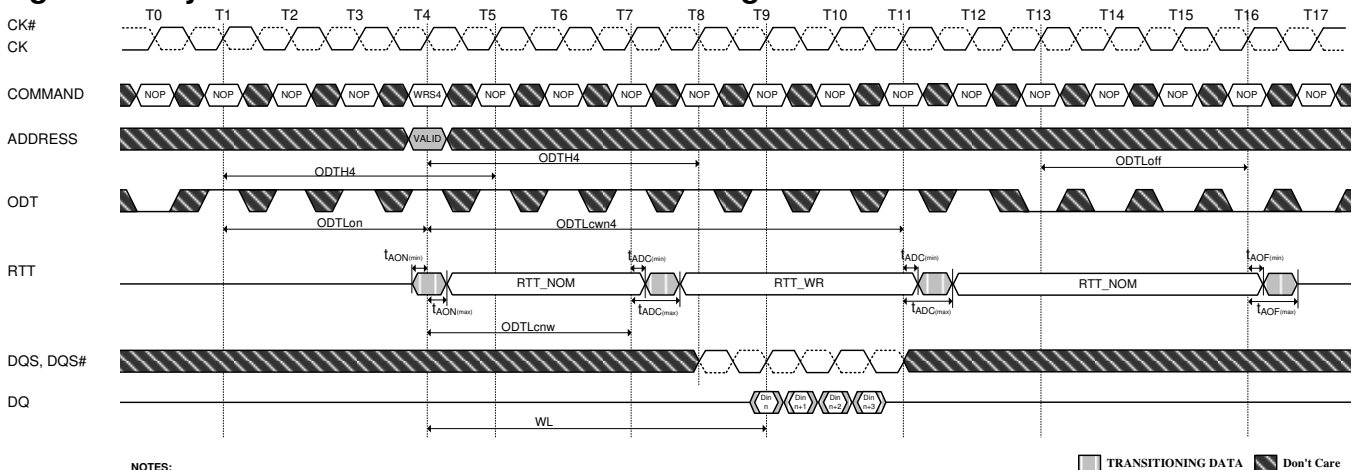 T0 T1 T2 T3 T4 T5 T6 T7 T8 T9 T10 T11 T12 T13 T14 T15 T16 T17
CK#
CK
COMMAND NOP NOP NOP NOP WRS4 NOP NOP NOP NOP NOP NOP NOP NOP NOP NOP NOP NOP NOP
ADDRESS VALID
ODTH4 ODTLoff
ODTH4
ODT
ODTLon ODTLcwn4
tAON(min) tADC(min) tADC(min) tAOF(min)
RTT RTT_NOM RTT_WR RTT_NOM
tAON(max) tADC(max) tADC(max) tAOF(max)
ODTLcnw
DQS, DQS#
DQ Din n Din n+1 Din n+2 Din n+3
WL
NOTES: TRANSITIONING DATA Don't Care